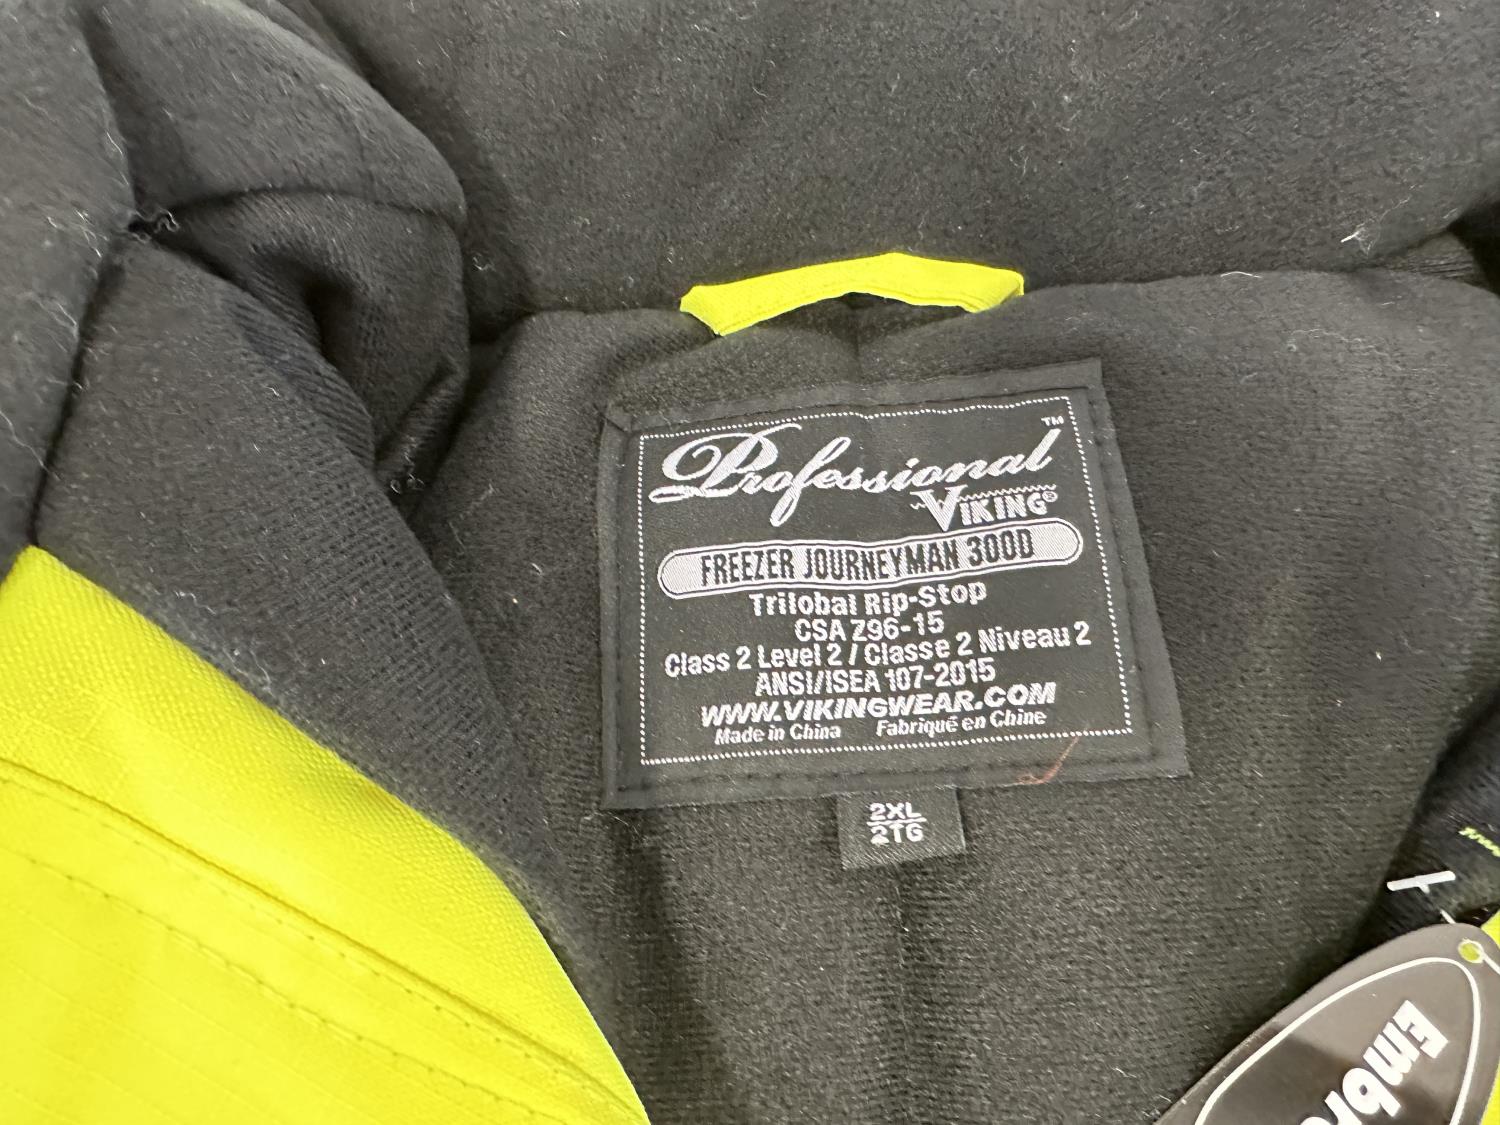 Professional™
VIKING®
FREEZER JOURNEYMAN 300D
Trilobal Rip-Stop
CSA Z96-15
Class 2 Level 2 / Classe 2 Niveau 2
ANSI/ISEA 107-2015
WWW.VIKINGWEAR.COM
Made in China Fabriqué en Chine
2XL
2TG